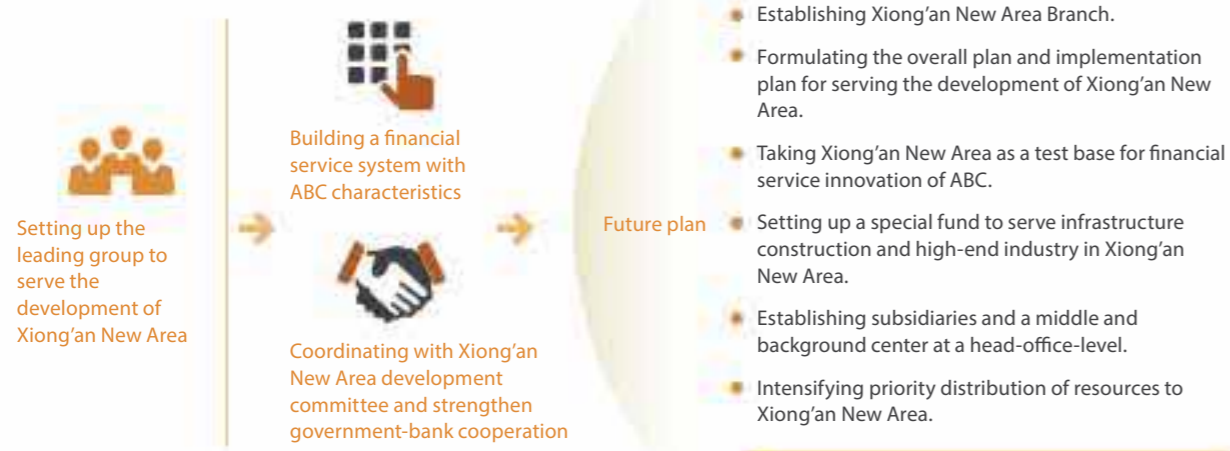 Setting up the
leading group to
serve the
development of
Xiong'an New Area
Building a financial
service system with
ABC characteristics
Coordinating with Xiong'an
New Area development
committee and strengthen
government-bank cooperation
Future plan
Establishing Xiong'an New Area Branch.
Formulating the overall plan and implementation
plan for serving the development of Xiong'an New
Area.
Taking Xiong'an New Area as a test base for financial
service innovation of ABC.
Setting up a special fund to serve infrastructure
construction and high-end industry in Xiong'an
New Area.
Establishing subsidiaries and a middle and
background center at a head-office-level.
Intensifying priority distribution of resources to
Xiong'an New Area.